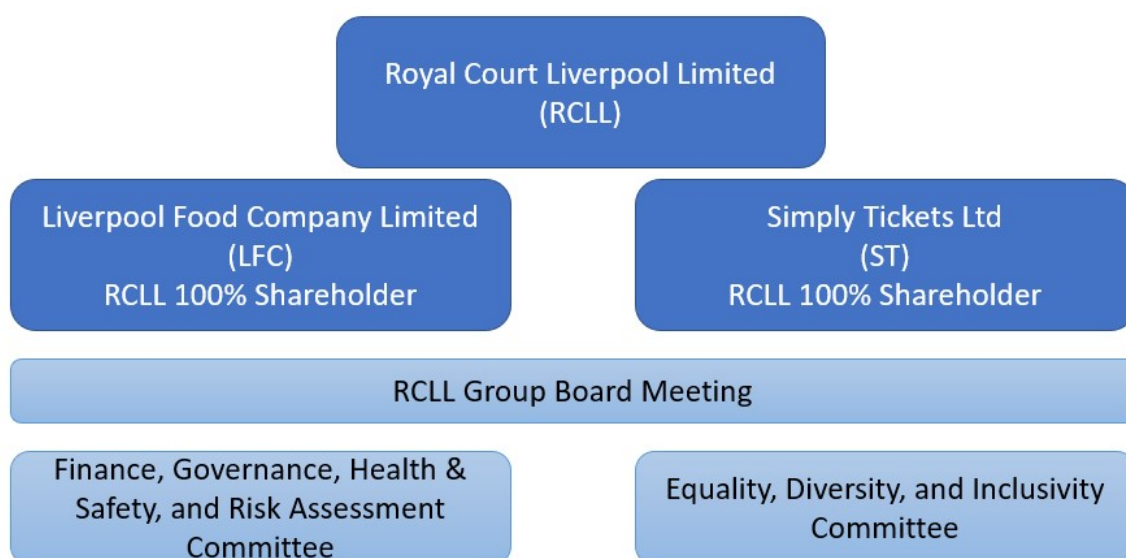 Royal Court Liverpool Limited
(RCLL)
Liverpool Food Company Limited
(LFC)
RCLL 100% Shareholder
Simply Tickets Ltd
(ST)
RCLL 100% Shareholder
RCLL Group Board Meeting
Finance, Governance, Health &
Safety, and Risk Assessment
Committee
Equality, Diversity, and Inclusivity
Committee